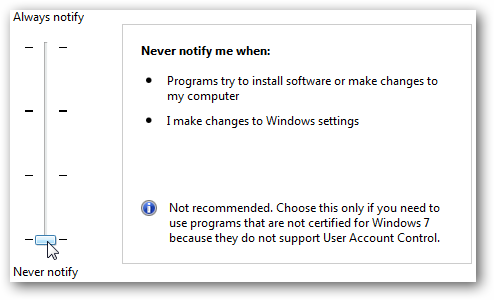 Always notify
Never notify me when:
Programs try to install software or make changes to
my computer
I make changes to Windows settings
Not recommended. Choose this only if you need to
use programs that are not certified for Windows 7
because they do not support User Account Control.
Never notify